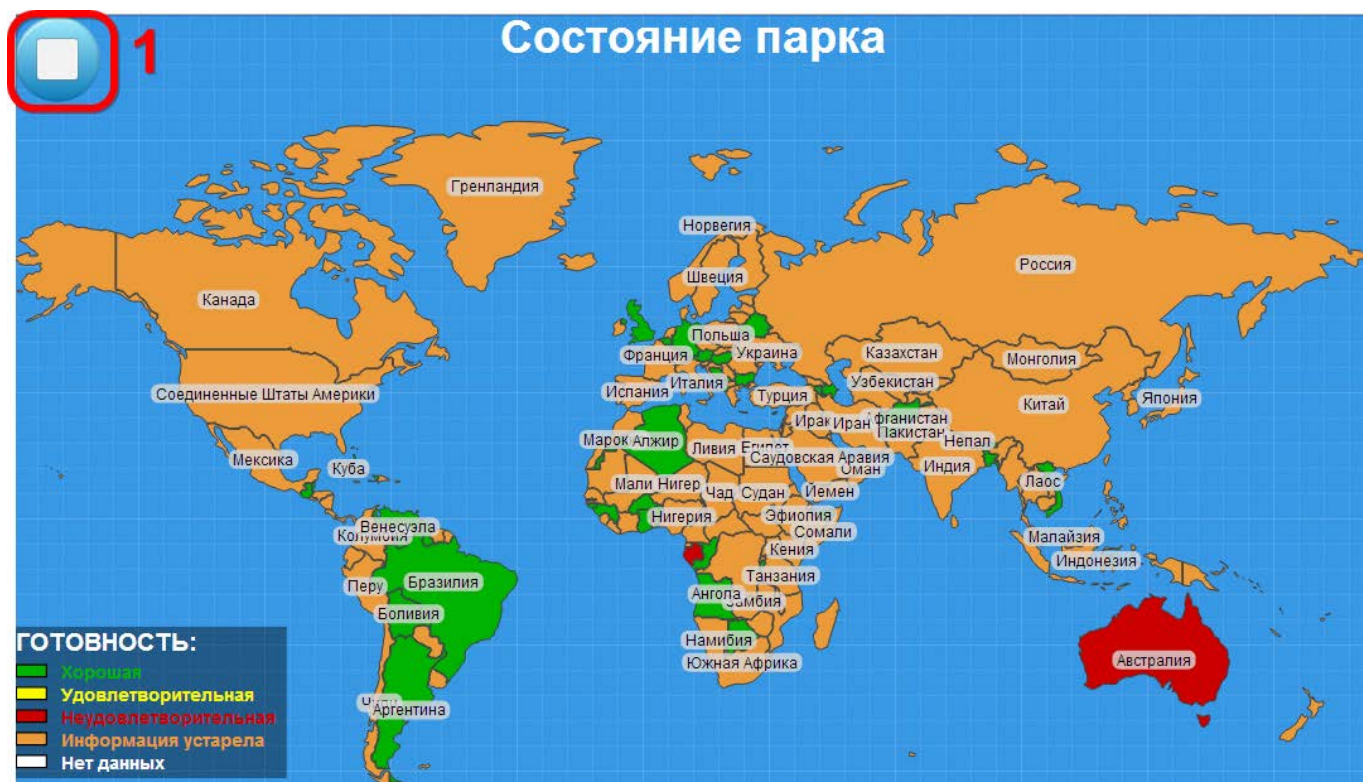 1
Состояние парка
Гренландия
Норвегия
Россия
Швеция
Канада
Польша
Франция
Украина
Казахстан
Монголия
Италия
Узбекистан
Соединенные Штаты Америки
Испания
Турция
Япония
Китай
Ирак
Иран
Афганистан
Пакистан
Марок
Алжир
Ливия
Египет
Непал
Мексика
Саудовская Аравия
Куба
Оман
Индия
Мали
Нигер
Чад
Судан
Йемен
Лаос
Нигерия
Эфиопия
Венесуэла
Колумбия
Сомали
Малайзия
Кения
Индонезия
Перу
Бразилия
Танзания
Ангола
Замбия
Боливия
Намибия
Южная Африка
Австралия
Аргентина
ГОТОВНОСТЬ:
Хорошая
Удовлетворительная
Неудовлетворительная
Информация устарела
Нет данных